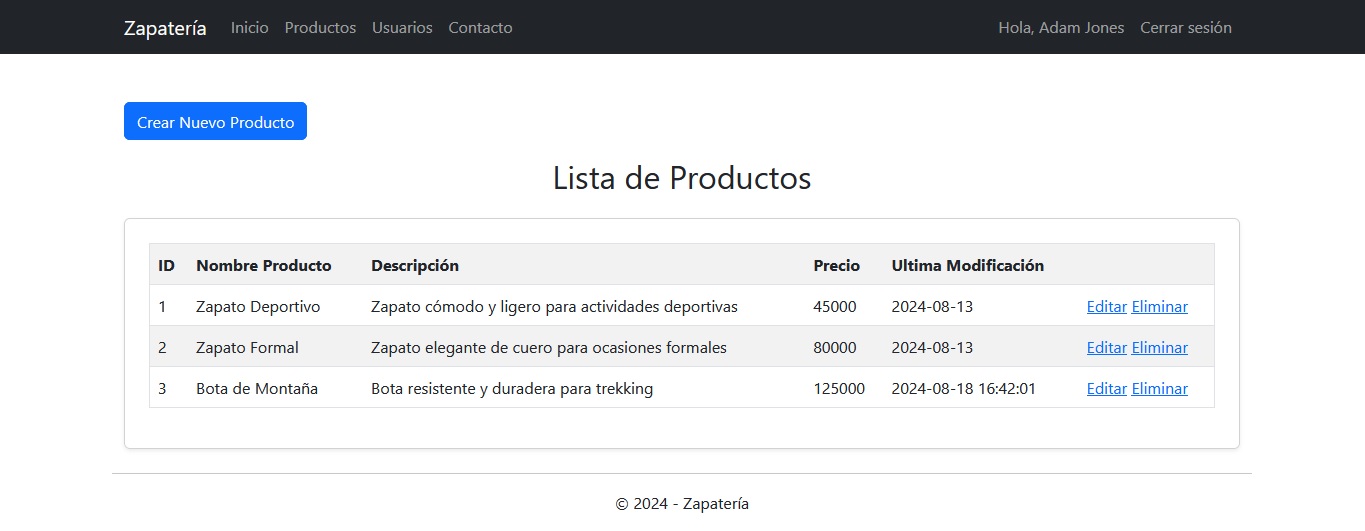 Zapatería Inicio Productos Usuarios Contacto Hola, Adam Jones Cerrar sesión
Crear Nuevo Producto
Lista de Productos
ID Nombre Producto Descripción Precio Ultima Modificación
1 Zapato Deportivo Zapato cómodo y ligero para actividades deportivas 45000 2024-08-13 Editar Eliminar
2 Zapato Formal Zapato elegante de cuero para ocasiones formales 80000 2024-08-13 Editar Eliminar
3 Bota de Montaña Bota resistente y duradera para trekking 125000 2024-08-18 16:42:01 Editar Eliminar
© 2024 - Zapatería